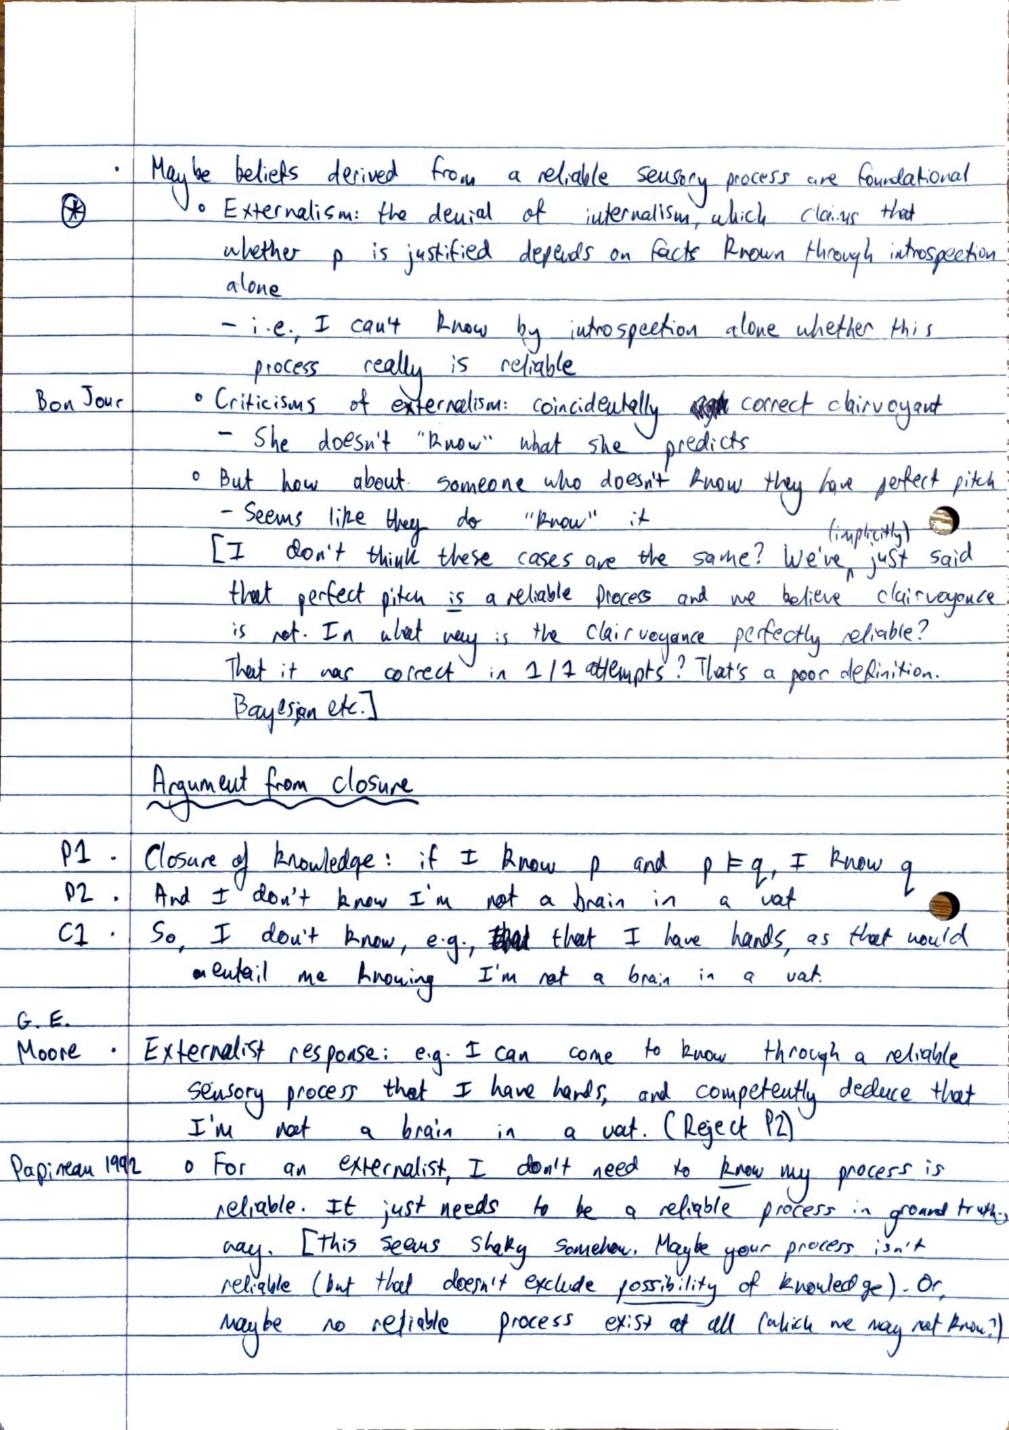 · Maybe beliefs derived from a reliable sensory process are foundational
⊛ ∘ Externalism: the denial of internalism, which claims that
whether p is justified depends on facts known through introspection
alone
- i.e., I can't know by introspection alone whether this
process really is reliable
Bon Jour ∘ Criticisms of externalism: coincidentally correct clairvoyant
- She doesn't "know" what she predicts
∘ But how about someone who doesn't know they have perfect pitch
- Seems like they do "know" it
(implicitly)
[I don't think these cases are the same? We've ^ just said
that perfect pitch is a reliable process and we believe clairvoyance
is not. In what way is the clairvoyance perfectly reliable?
That it was correct in 1/1 attempts? That's a poor definition.
Bayesian etc.]
Argument from closure
P1 · Closure of knowledge: if I know p and p ⊨ q, I know q
P2 · And I don't know I'm not a brain in a vat
C1 · So, I don't know, e.g., that I have hands, as that would
entail me knowing I'm not a brain in a vat.
G. E.
Moore · Externalist response: e.g. I can come to know through a reliable
sensory process that I have hands, and competently deduce that
I'm not a brain in a vat. (Reject P2)
Papineau 1992 ∘ For an externalist, I don't need to know my process is
reliable. It just needs to be a reliable process in ground truth-y
way. [This seems shaky somehow. Maybe your process isn't
reliable (but that doesn't exclude possibility of knowledge). Or,
maybe no reliable process exist at all (which we may not know?)